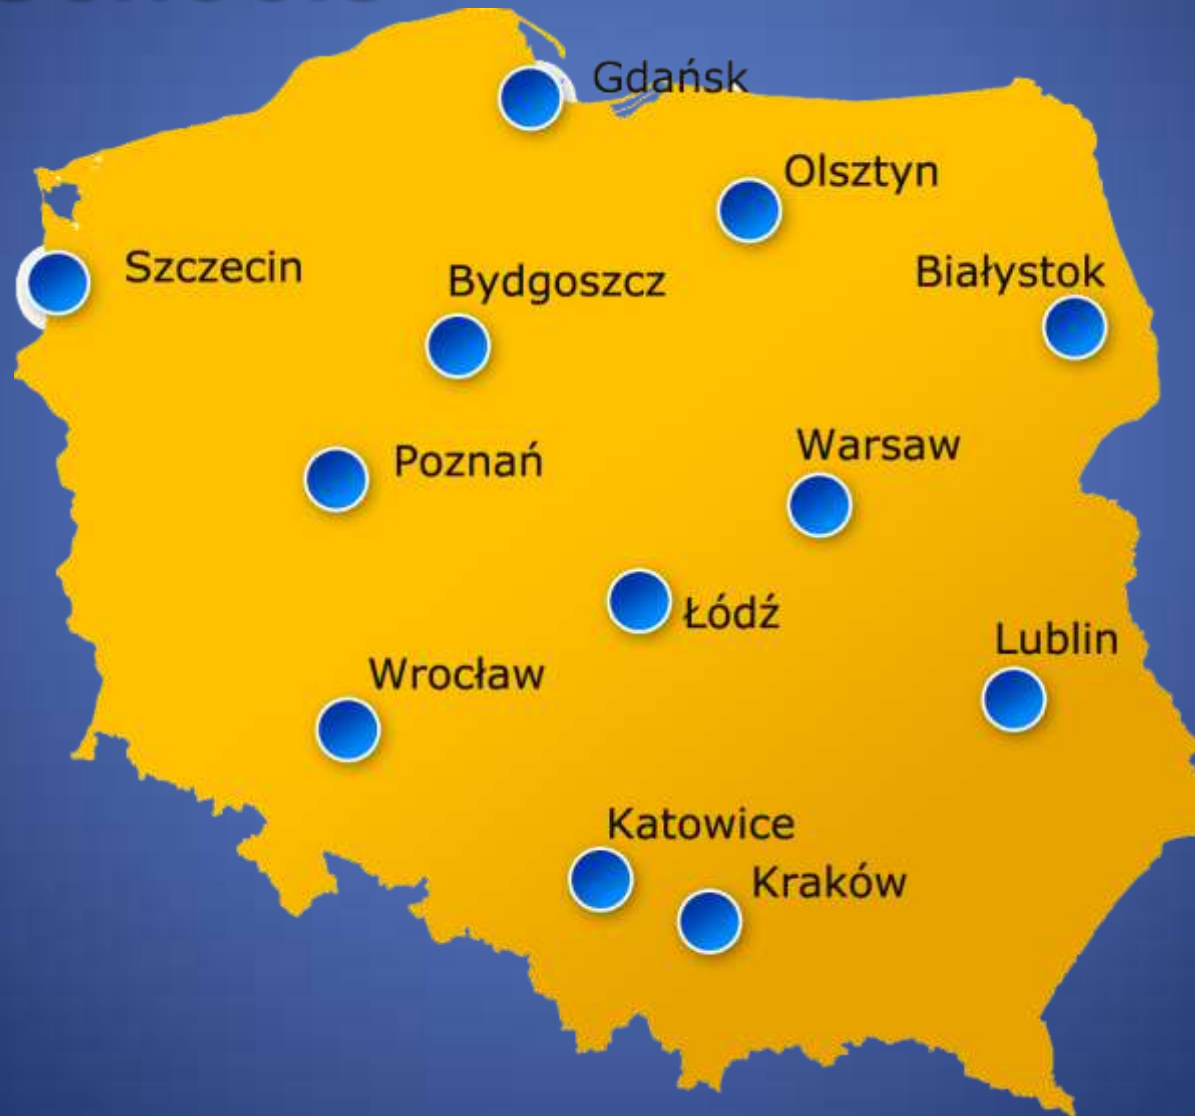 Gdańsk
Olsztyn
Szczecin
Bydgoszcz
Białystok
Poznań
Warsaw
Łódź
Lublin
Wrocław
Katowice
Kraków